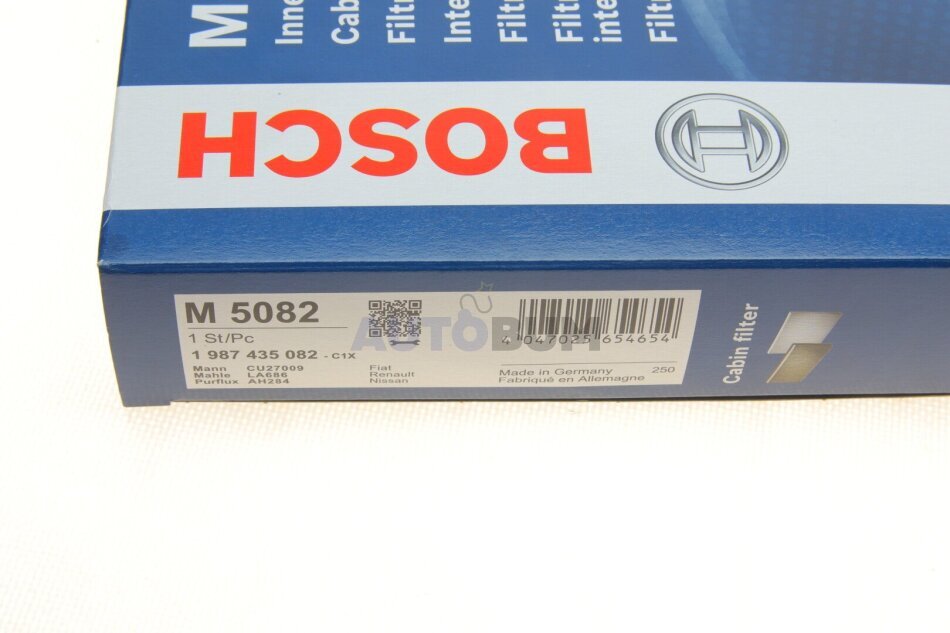 M
BOSCH
M 5082
1 St/Pc
1 987 435 082 - C1X
Mann CU27009
Mahle LA686
Purflux AH284
Fiat
Renault
Nissan
4 047025 654654
Made in Germany 250
Fabriqué en Allemagne
Cabin filter
AUTOBUM